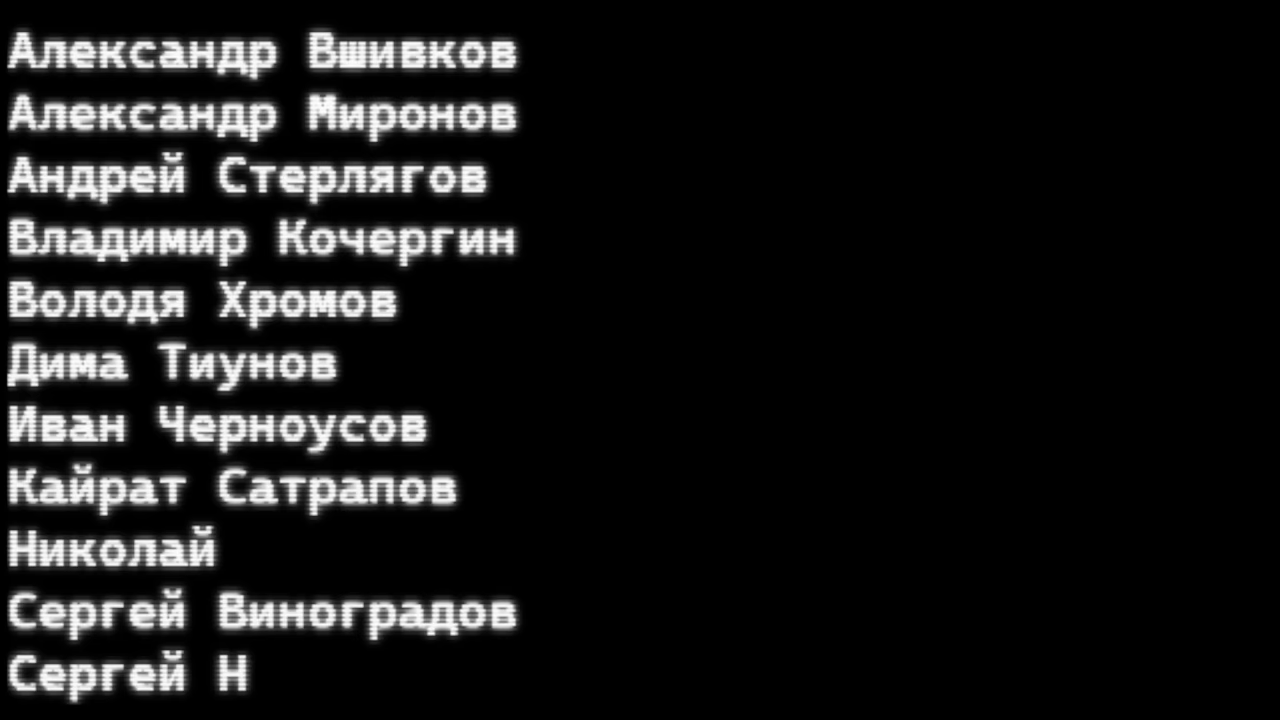 Александр Вшивков
Александр Миронов
Андрей Стерлягов
Владимир Кочергин
Володя Хромов
Дима Тиунов
Иван Черноусов
Кайрат Сатрапов
Николай
Сергей Виноградов
Сергей Н